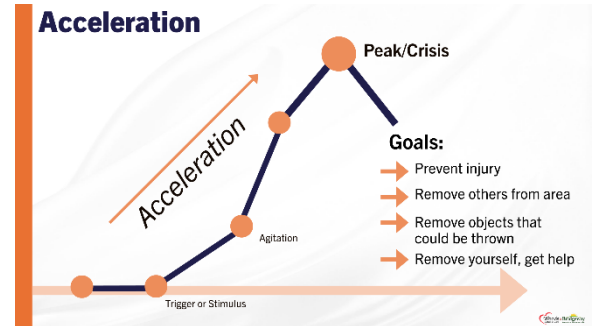 Acceleration
Peak/Crisis
Acceleration
Goals:
Prevent injury
Remove others from area
Remove objects that
could be thrown
Remove yourself, get help
Agitation
Trigger or Stimulus